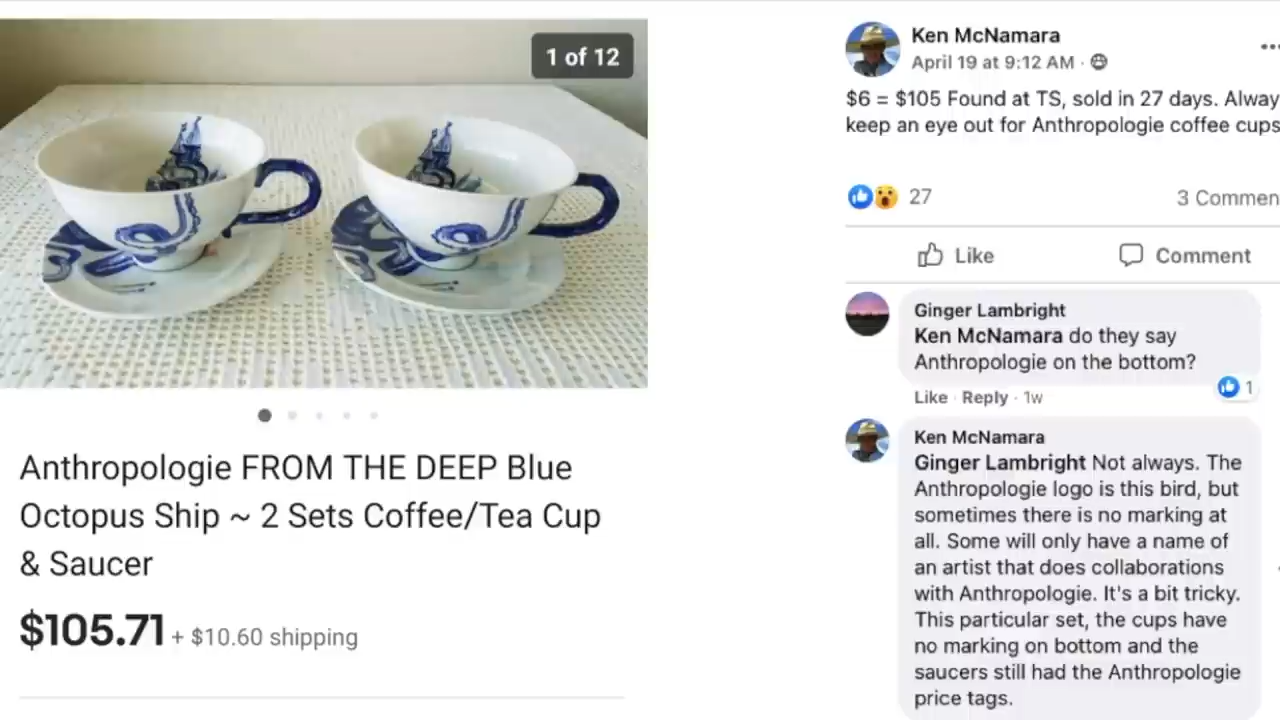 1 of 12
Anthropologie FROM THE DEEP Blue
Octopus Ship ~ 2 Sets Coffee/Tea Cup
& Saucer
$105.71 + $10.60 shipping
Ken McNamara
April 19 at 9:12 AM ·
$6 = $105 Found at TS, sold in 27 days. Alway
keep an eye out for Anthropologie coffee cups
27
3 Commen
Like
Comment
Ginger Lambright
Ken McNamara do they say
Anthropologie on the bottom?
1
Like · Reply · 1w
Ken McNamara
Ginger Lambright Not always. The
Anthropologie logo is this bird, but
sometimes there is no marking at
all. Some will only have a name of
an artist that does collaborations
with Anthropologie. It's a bit tricky.
This particular set, the cups have
no marking on bottom and the
saucers still had the Anthropologie
price tags.